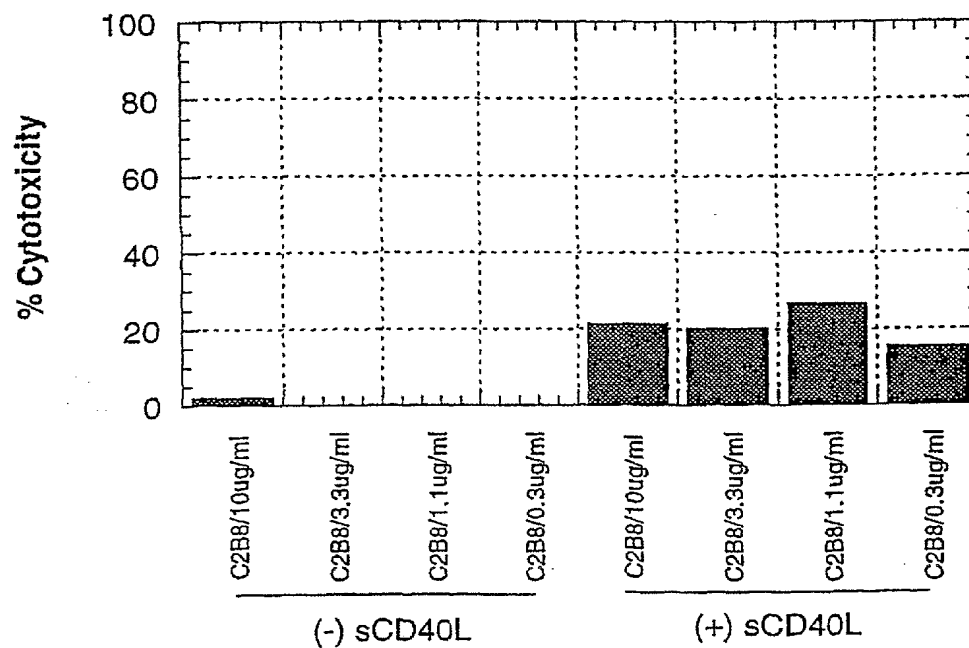 % Cytotoxicity
100
80
60
40
20
0
C2B8/10ug/ml
C2B8/3.3ug/ml
C2B8/1.1ug/ml
C2B8/0.3ug/ml
C2B8/10ug/ml
C2B8/3.3ug/ml
C2B8/1.1ug/ml
C2B8/0.3ug/ml
(-) sCD40L
(+) sCD40L